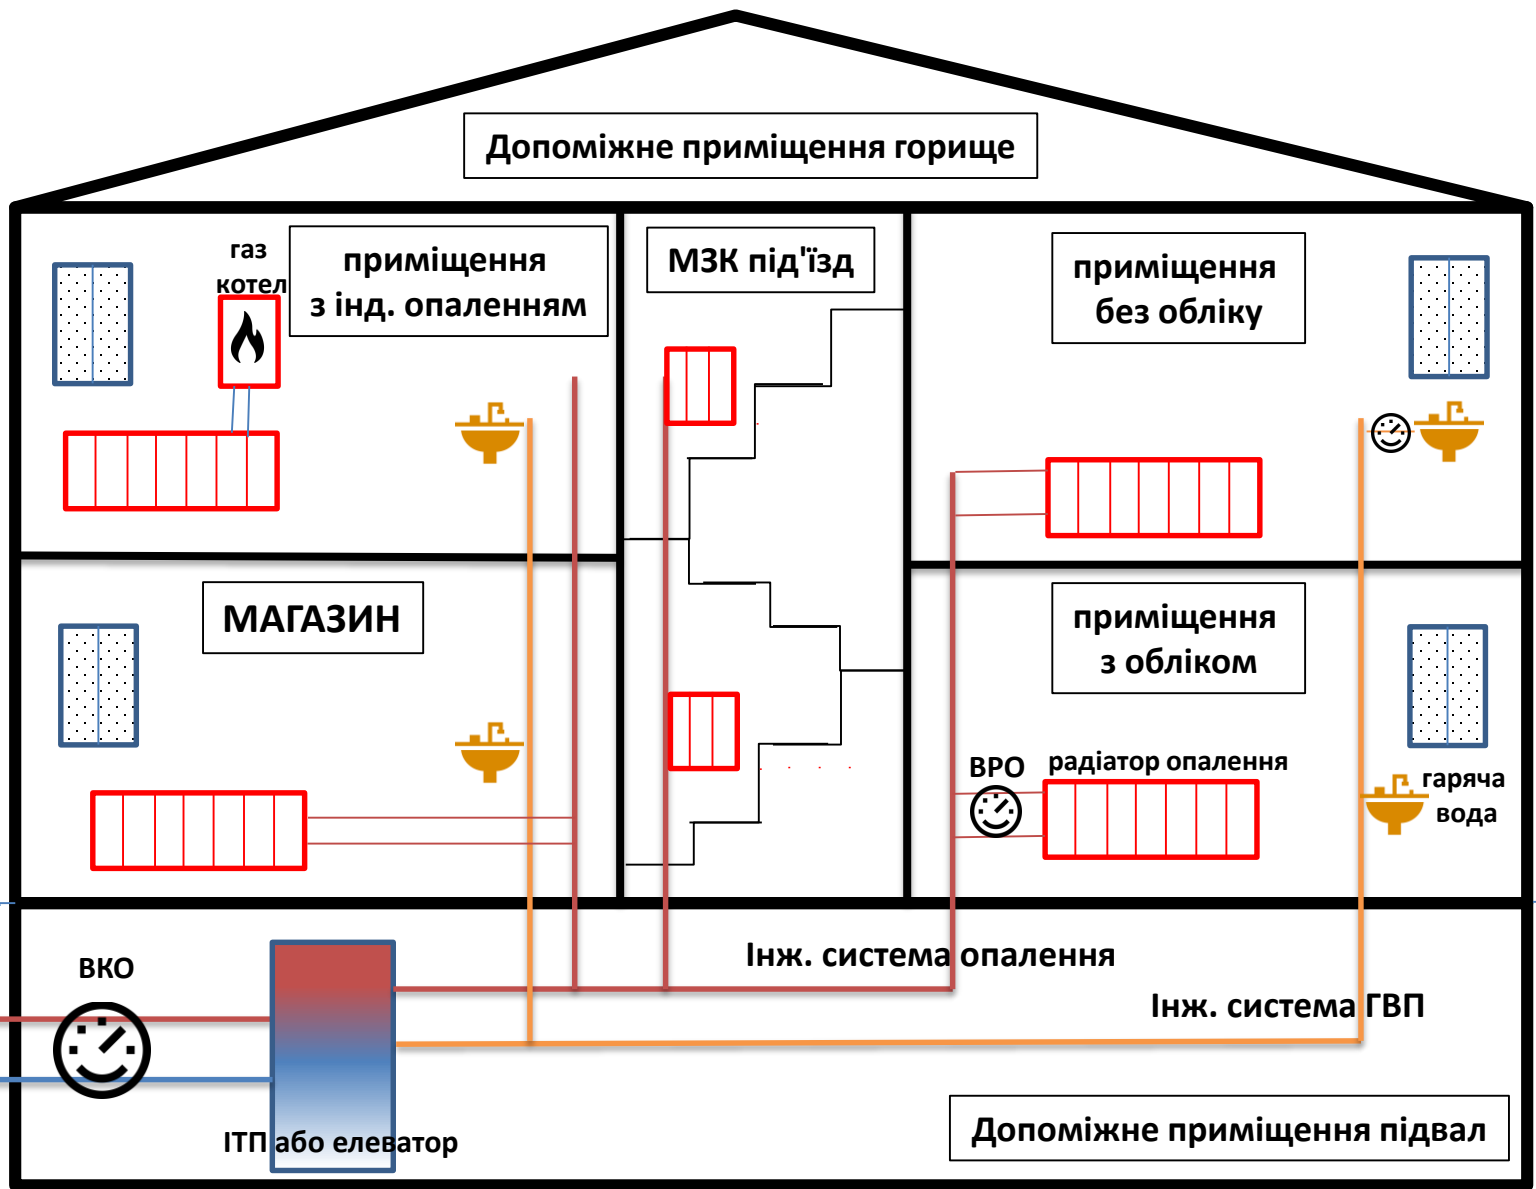 Допоміжне приміщення горище
газ
котел
приміщення
з інд. опаленням
МЗК під'їзд
приміщення
без обліку
МАГАЗИН
приміщення
з обліком
ВРО
радіатор опалення
гаряча
вода
ВКО
Інж. система опалення
Інж. система ГВП
ІТП або елеватор
Допоміжне приміщення підвал